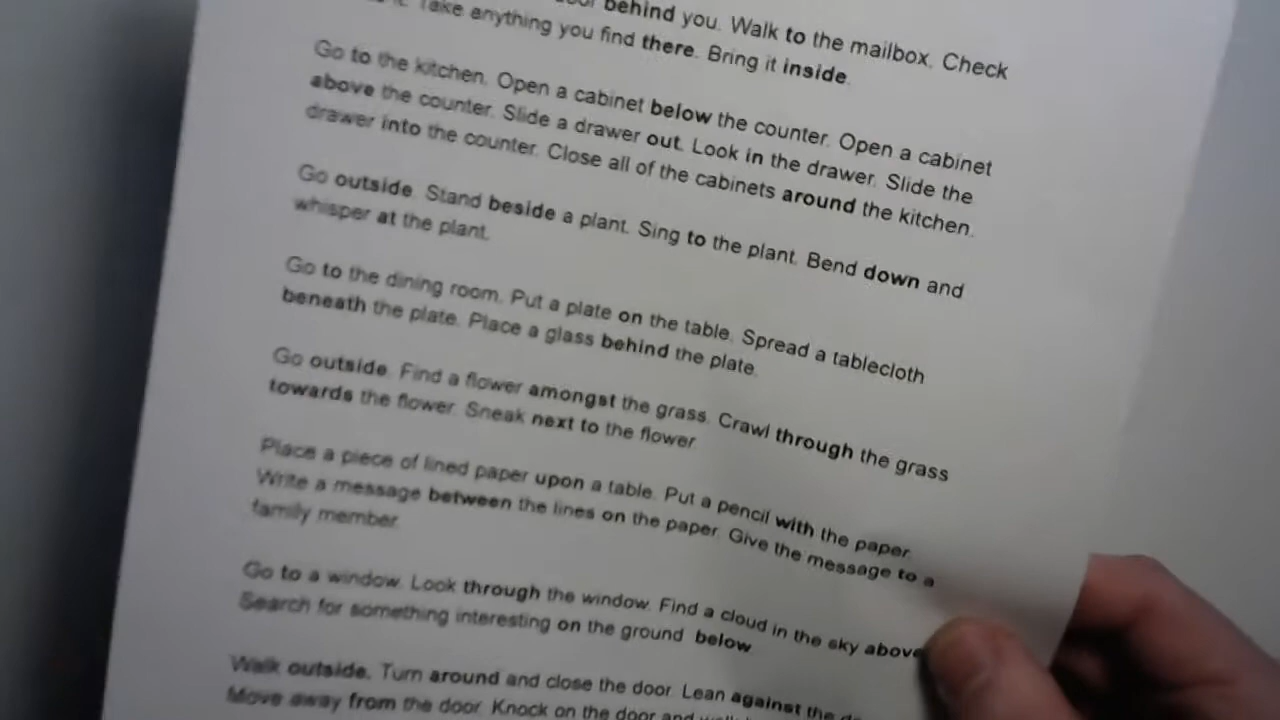 behind you. Walk to the mailbox. Check
Take anything you find there. Bring it inside.
Go to the kitchen. Open a cabinet below the counter. Open a cabinet
above the counter. Slide a drawer out. Look in the drawer. Slide the
drawer into the counter. Close all of the cabinets around the kitchen.
Go outside. Stand beside a plant. Sing to the plant. Bend down and
whisper at the plant.
Go to the dining room. Put a plate on the table. Spread a tablecloth
beneath the plate. Place a glass behind the plate.
Go outside. Find a flower amongst the grass. Crawl through the grass
towards the flower. Sneak next to the flower.
Place a piece of lined paper upon a table. Put a pencil with the paper.
Write a message between the lines on the paper. Give the message to a
family member.
Go to a window. Look through the window. Find a cloud in the sky above
Search for something interesting on the ground below
Walk outside. Turn around and close the door. Lean against the
Move away from the door. Knock on the door and